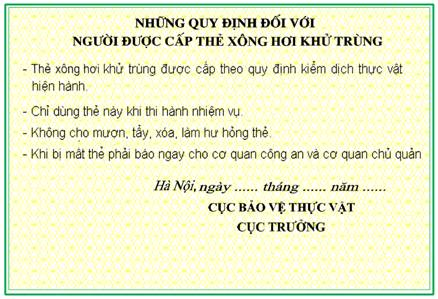 NHỮNG QUY ĐỊNH ĐỐI VỚI
NGƯỜI ĐƯỢC CẤP THẺ XÔNG HƠI KHỬ TRÙNG
- Thẻ xông hơi khử trùng được cấp theo quy định kiểm dịch thực vật
hiện hành.
- Chỉ dùng thẻ này khi thi hành nhiệm vụ.
- Không cho mượn, tẩy, xóa, làm hư hỏng thẻ.
- Khi bị mất thẻ phải báo ngay cho cơ quan công an và cơ quan chủ quản
Hà Nội, ngày ...... tháng ...... năm ......
CỤC BẢO VỆ THỰC VẬT
CỤC TRƯỞNG